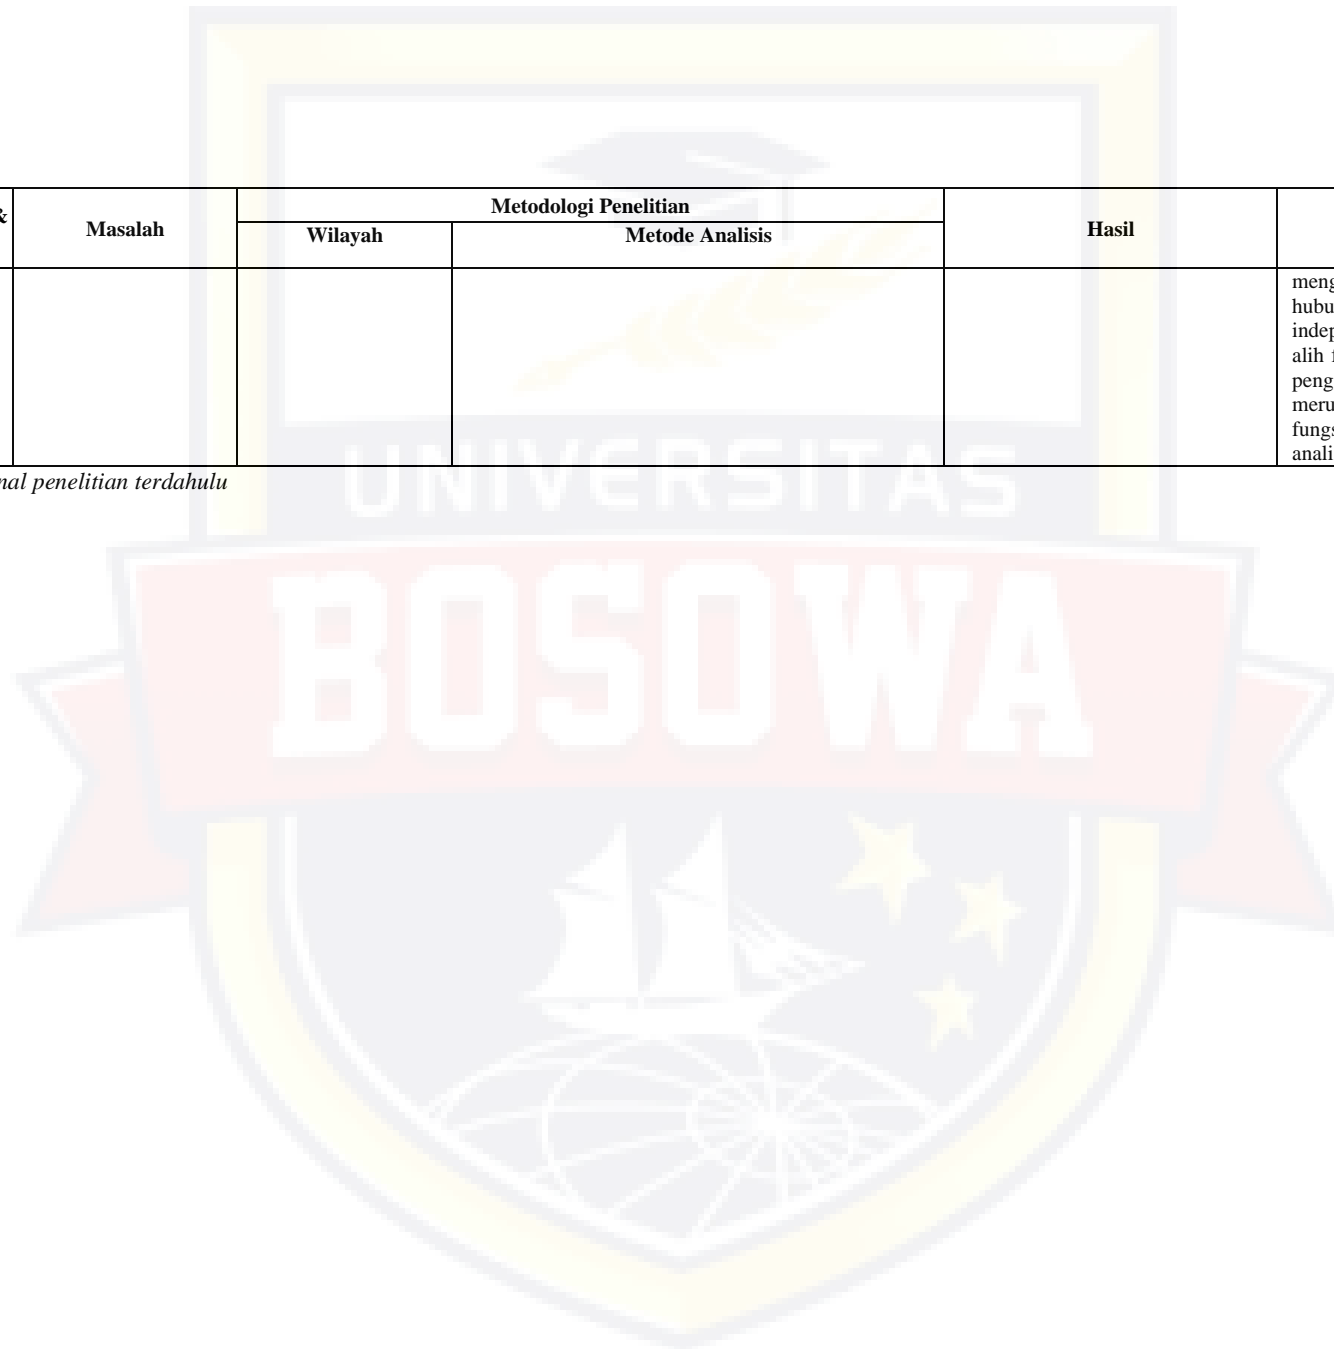 &
Masalah
Metodologi Penelitian
Wilayah
Metode Analisis
Hasil
meng
hubu
indep
alih f
peng
meru
fungs
anali
nal penelitian terdahulu
UNIVERSITAS
BOSOWA